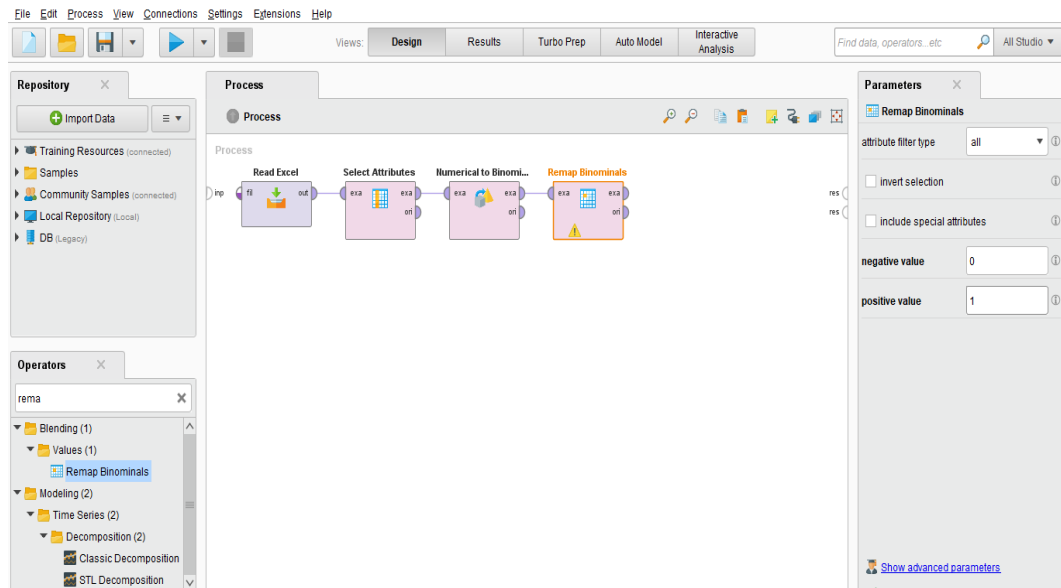 File Edit Process View Connections Settings Extensions Help
Views: Design Results Turbo Prep Auto Model Interactive Analysis
Find data, operators...etc All Studio
Repository
Import Data
Training Resources (connected)
Samples
Community Samples (connected)
Local Repository (Local)
DB (Legacy)
Operators
rema
Blending (1)
Values (1)
Remap Binominals
Modeling (2)
Time Series (2)
Decomposition (2)
Classic Decomposition
STL Decomposition
Process
Process
Process
Read Excel Select Attributes Numerical to Binomi... Remap Binominals
inp fil out exa exa exa exa exa exa res
ori ori ori res
Parameters
Remap Binominals
attribute filter type all
invert selection
include special attributes
negative value 0
positive value 1
Show advanced parameters